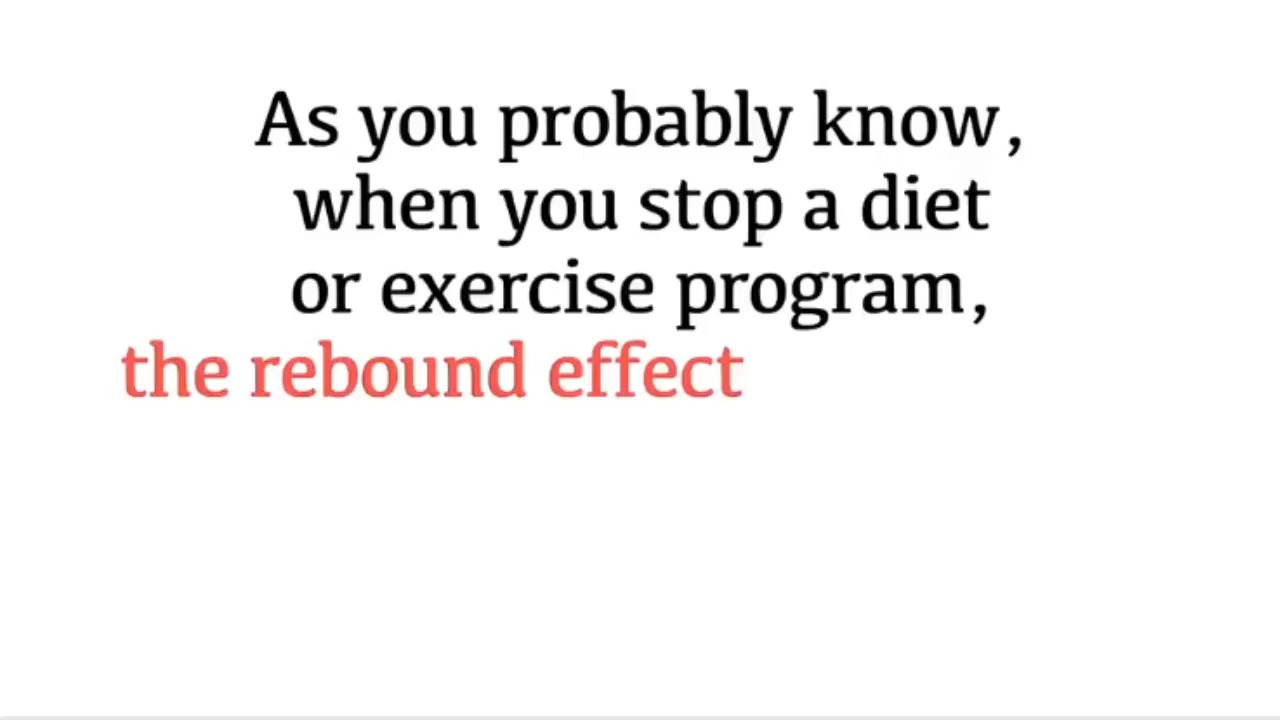 As you probably know,
when you stop a diet
or exercise program,
the rebound effect